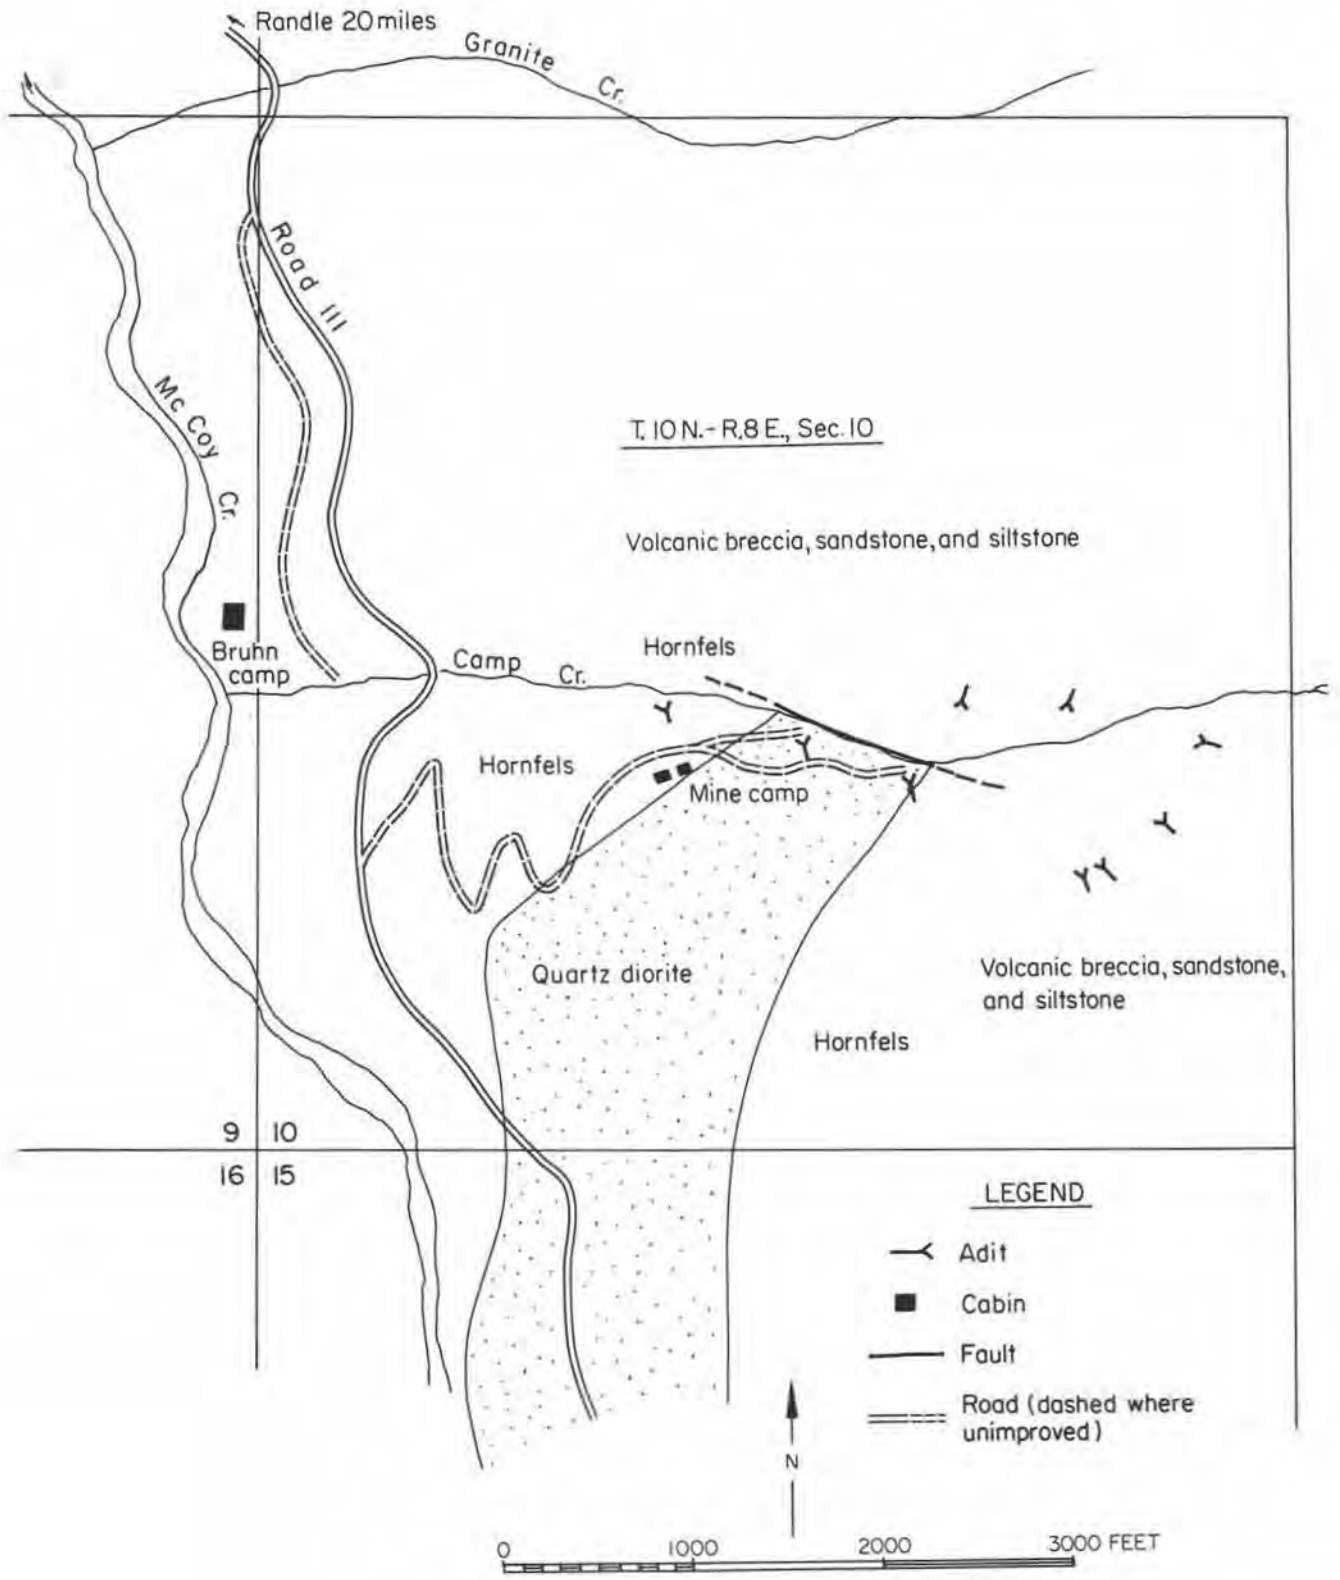 Randle 20 miles
Granite
Cr.
Road III
Mc Coy
Cr.
T. 10 N.- R.8 E., Sec. 10
Volcanic breccia, sandstone, and siltstone
Bruhn
camp
Camp
Cr.
Hornfels
Hornfels
Mine camp
Quartz diorite
Volcanic breccia, sandstone,
and siltstone
Hornfels
9 10
16 15
LEGEND
Adit
Cabin
Fault
Road (dashed where
unimproved)
N
0 1000 2000 3000 FEET